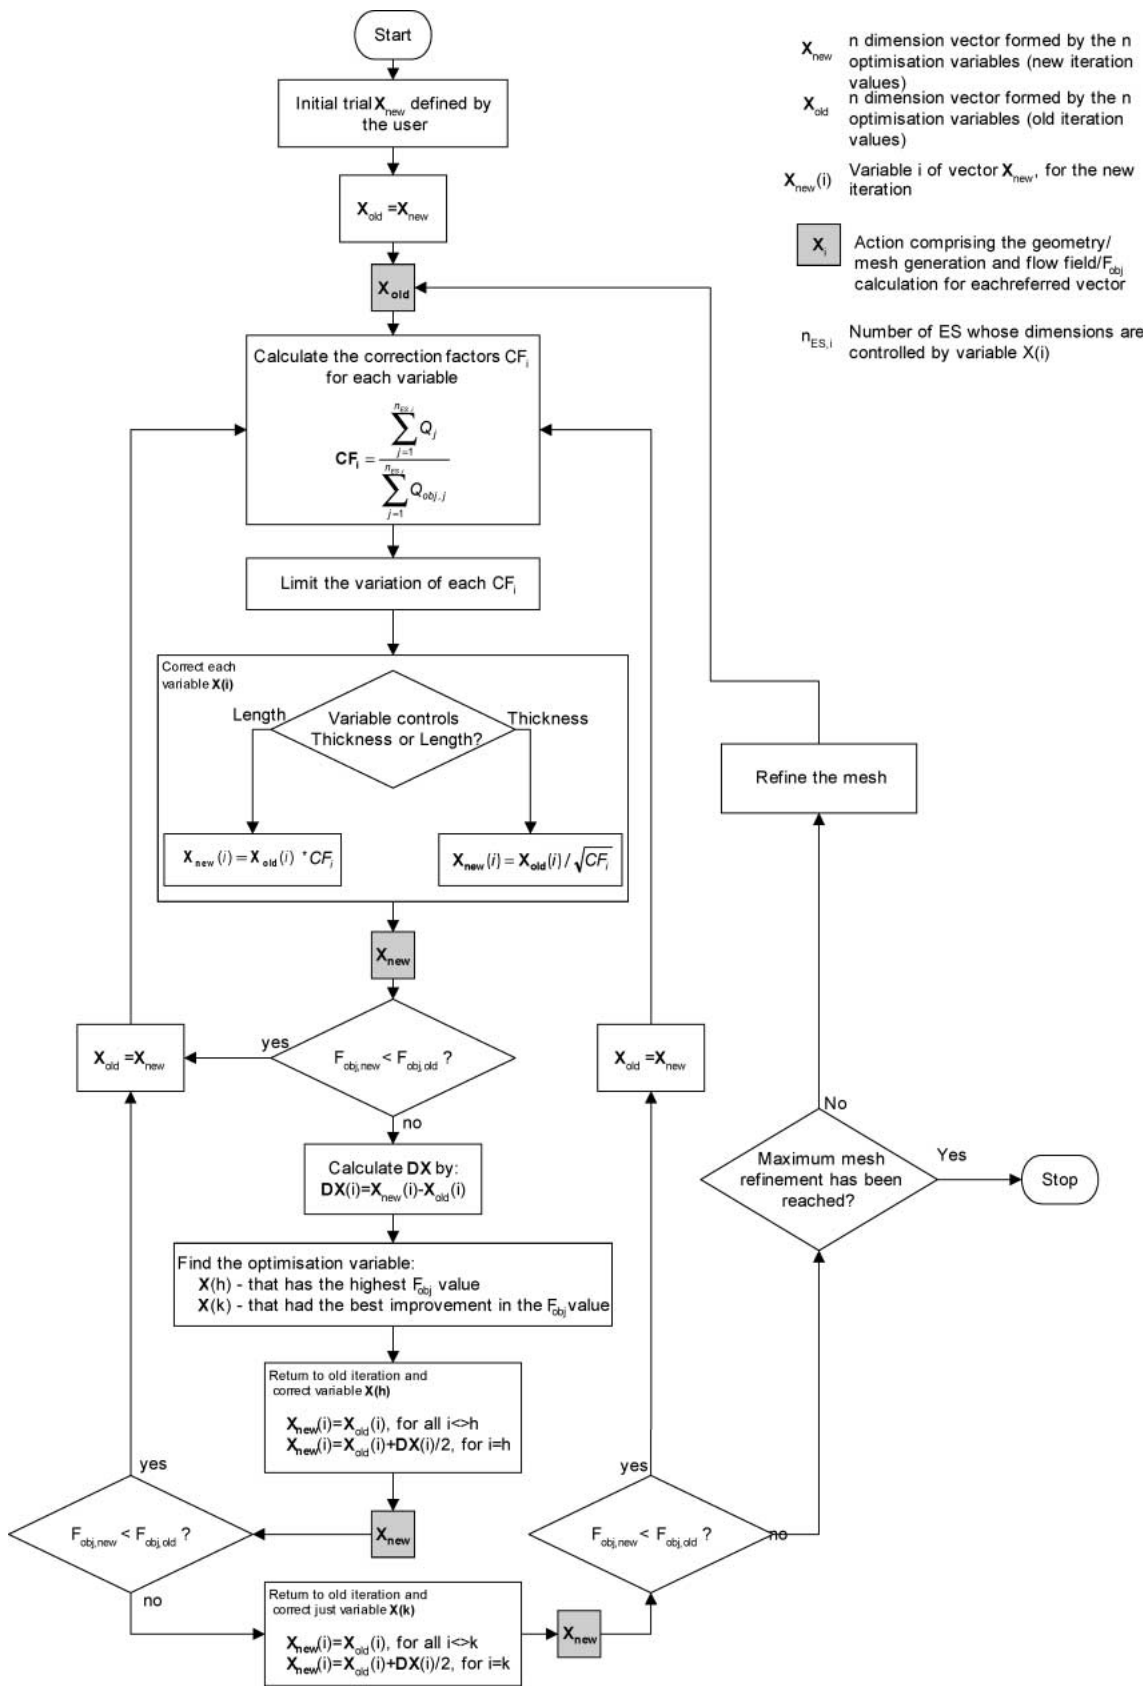 Start
Initial trial X_new defined by
the user
X_old =X_new
X_old
Calculate the correction factors CF_i
for each variable
CF_i = \frac{\sum_{j=1}^{n_{ES,i}} Q_j}{\sum_{j=1}^{n_{ES,i}} Q_{obj,j}}
Limit the variation of each CF_i
Correct each
variable X(i)
Length
Variable controls
Thickness or Length?
Thickness
X_new(i) = X_old(i) * CF_i
X_new(i) = X_old(i) / \sqrt{CF_i}
X_new
yes
F_obj,new < F_obj,old ?
no
X_old =X_new
X_old =X_new
Calculate DX by:
DX(i)=X_new(i)-X_old(i)
Find the optimisation variable:
X(h) - that has the highest F_obj value
X(k) - that had the best improvement in the F_obj value
Return to old iteration and
correct variable X(h)
X_new(i)=X_old(i), for all i<>h
X_new(i)=X_old(i)+DX(i)/2, for i=h
X_new
yes
F_obj,new < F_obj,old ?
no
Return to old iteration and
correct just variable X(k)
X_new(i)=X_old(i), for all i<>k
X_new(i)=X_old(i)+DX(i)/2, for i=k
X_new
yes
F_obj,new < F_obj,old ?
no
Maximum mesh
refinement has been
reached?
No
Yes
Stop
Refine the mesh
X_new n dimension vector formed by the n
optimisation variables (new iteration
values)
X_old n dimension vector formed by the n
optimisation variables (old iteration
values)
X_new(i) Variable i of vector X_new, for the new
iteration
X_i Action comprising the geometry/
mesh generation and flow field/F_obj
calculation for eachreferred vector
n_ES,i Number of ES whose dimensions are
controlled by variable X(i)